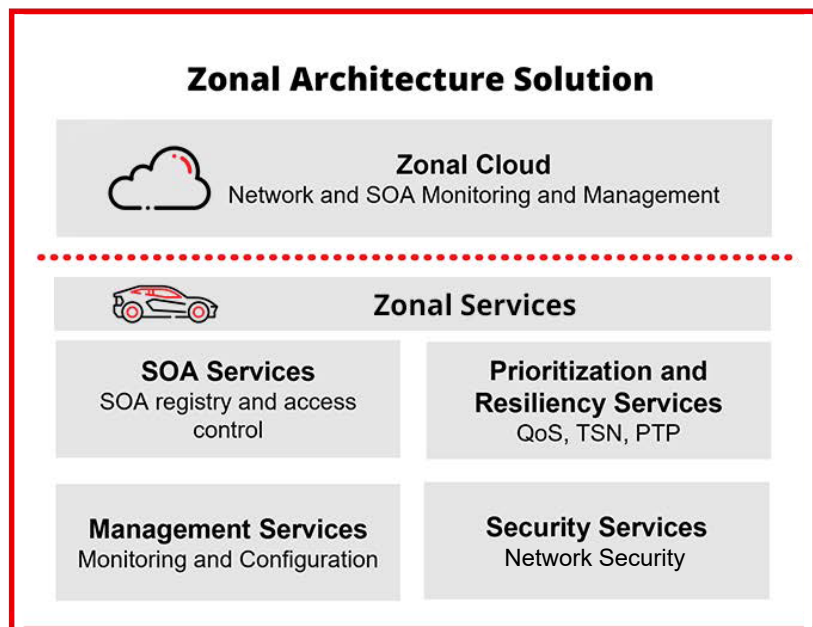 Zonal Architecture Solution
Zonal Cloud
Network and SOA Monitoring and Management
Zonal Services
SOA Services
SOA registry and access
control
Prioritization and
Resiliency Services
QoS, TSN, PTP
Management Services
Monitoring and Configuration
Security Services
Network Security